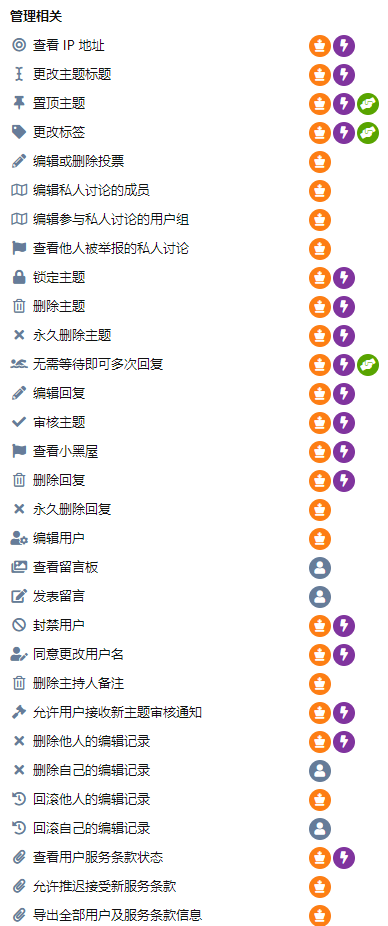 管理相关
查看 IP 地址
更改主题标题
置顶主题
更改标签
编辑或删除投票
编辑私人讨论的成员
编辑参与私人讨论的用户组
查看他人被举报的私人讨论
锁定主题
删除主题
永久删除主题
无需等待即可多次回复
编辑回复
审核主题
查看小黑屋
删除回复
永久删除回复
编辑用户
查看留言板
发表留言
封禁用户
同意更改用户名
删除主持人备注
允许用户接收新主题审核通知
删除他人的编辑记录
删除自己的编辑记录
回滚他人的编辑记录
回滚自己的编辑记录
查看用户服务条款状态
允许推迟接受新服务条款
导出全部用户及服务条款信息